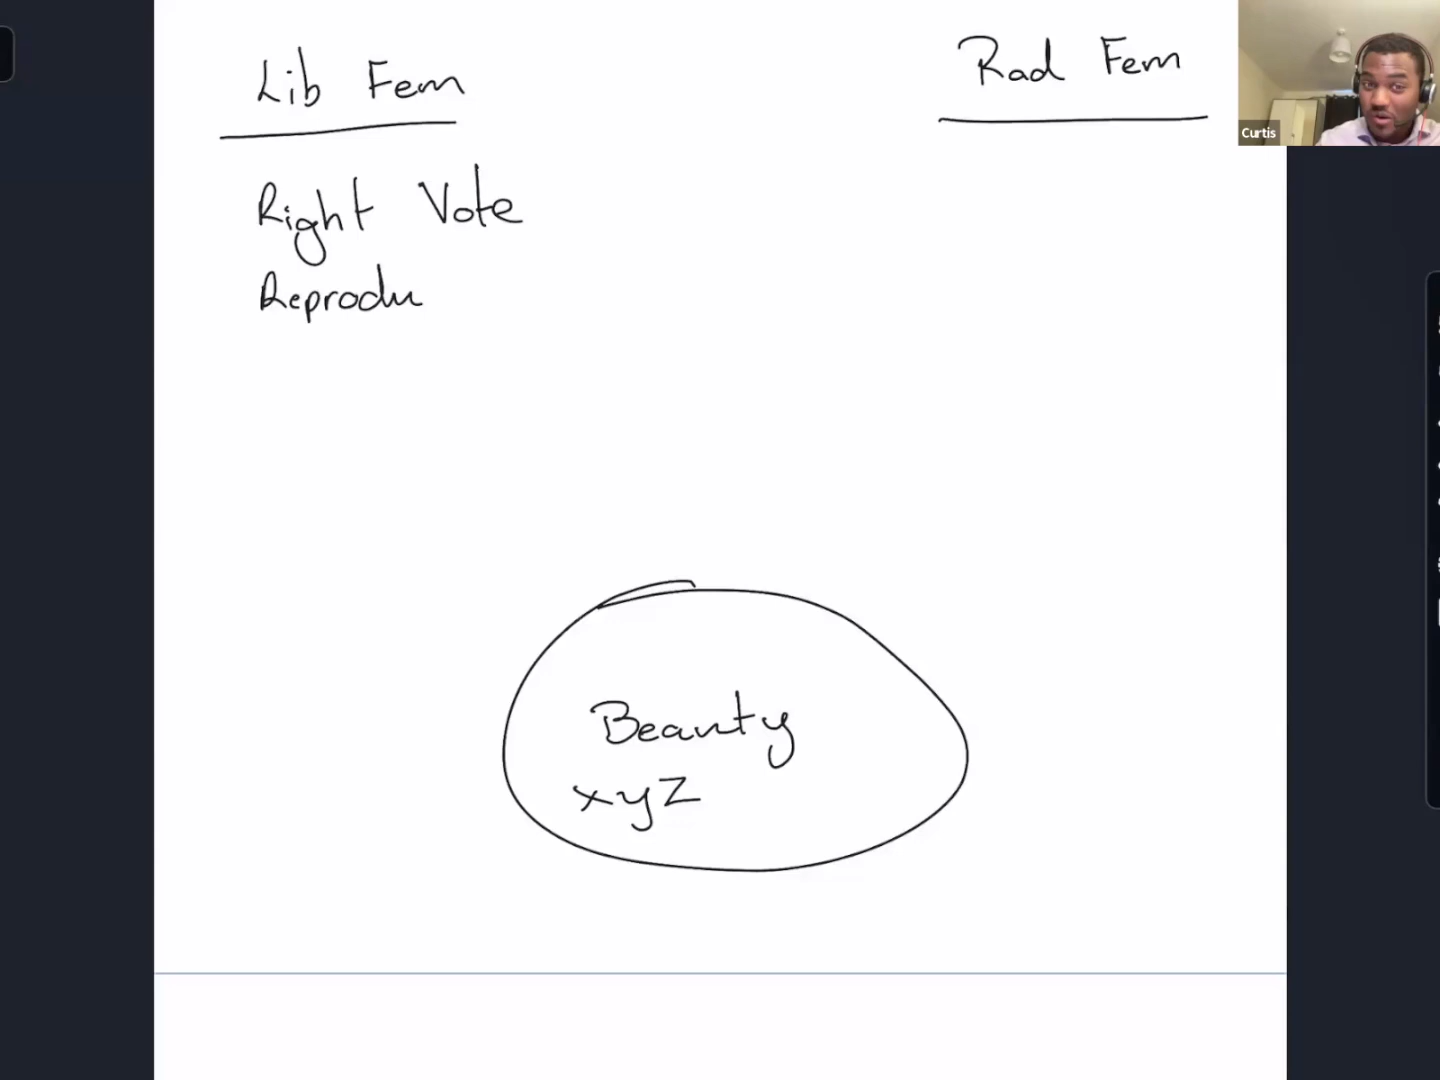 Lib Fem
Rad Fem
Curtis
Right Vote
Reprodu
Beauty
xyz